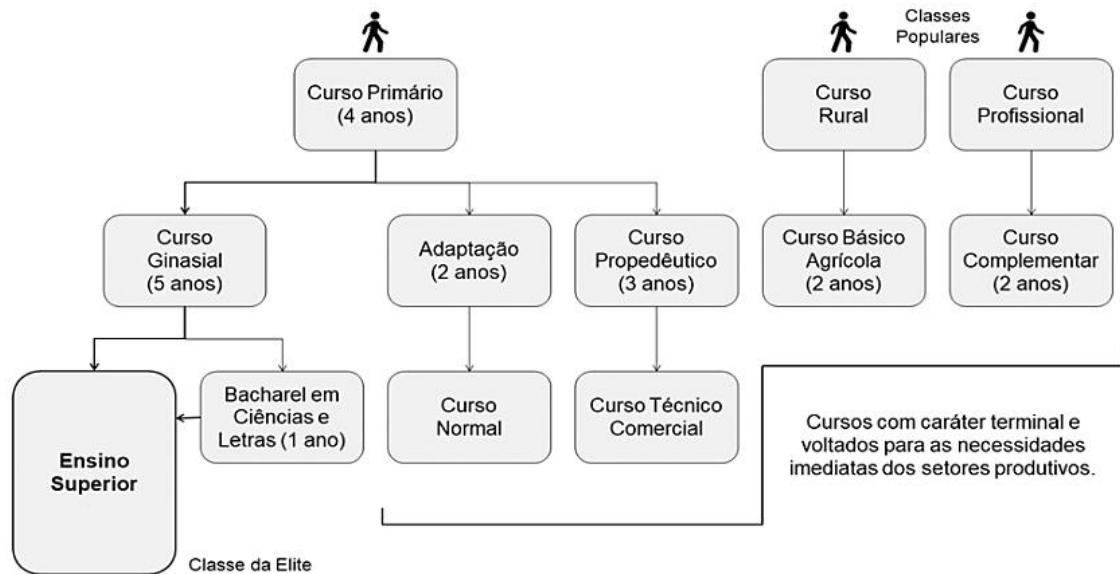 Classes
Populares
Curso Primário
(4 anos)
Curso
Rural
Curso
Profissional
Curso
Ginasial
(5 anos)
Adaptação
(2 anos)
Curso
Propedêutico
(3 anos)
Curso Básico
Agrícola
(2 anos)
Curso
Complementar
(2 anos)
Ensino
Superior
Bacharel em
Ciências e
Letras (1 ano)
Curso
Normal
Curso Técnico
Comercial
Cursos com caráter terminal e
voltados para as necessidades
imediatas dos setores produtivos.
Classe da Elite